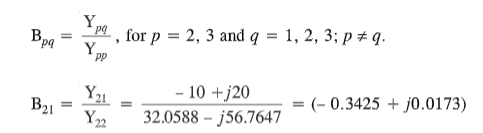 B_pq = Y_pq / Y_pp , for p = 2, 3 and q = 1, 2, 3; p ≠ q.
B_21 = Y_21 / Y_22 = - 10 + j20 / 32.0588 - j56.7647 = (- 0.3425 + j0.0173)